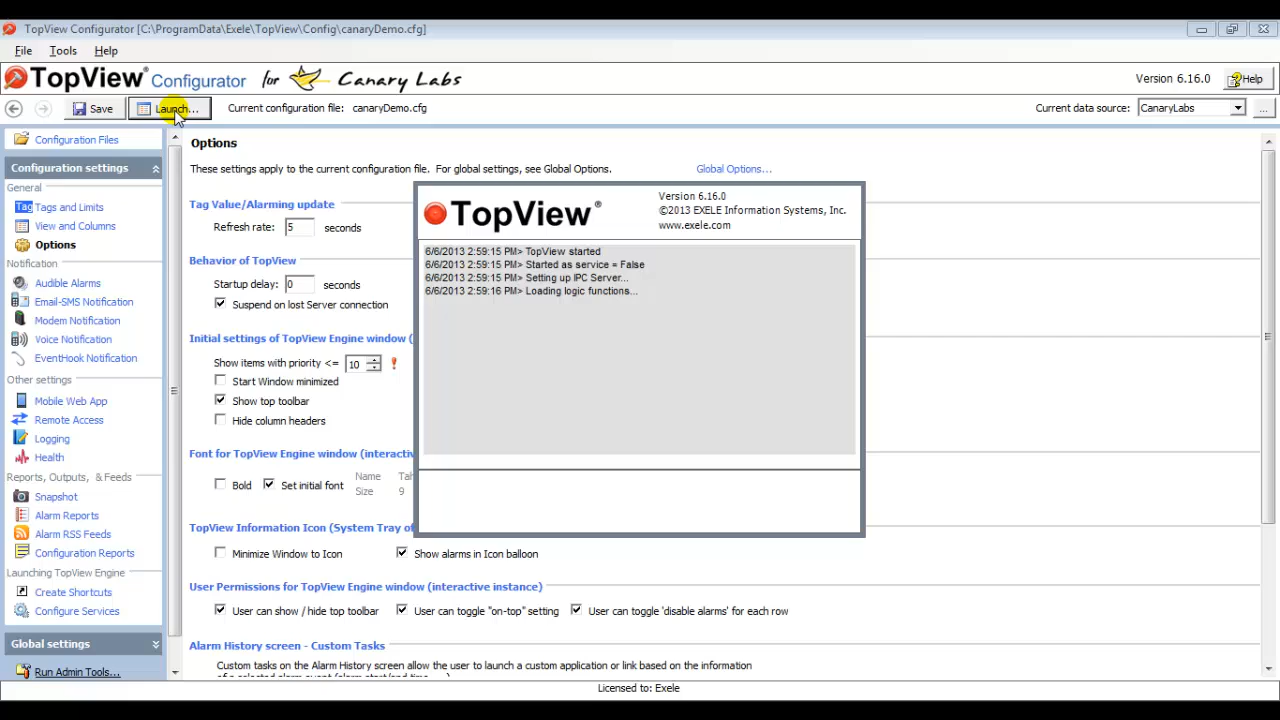 TopView Configurator [C:\ProgramData\Exele\TopView\Config\canaryDemo.cfg]
File Tools Help
TopView® Configurator for Canary Labs Version 6.16.0 Help
Save Launch... Current configuration file: canaryDemo.cfg Current data source: CanaryLabs ...
Configuration Files
Configuration settings
General
Tag Tags and Limits
View and Columns
Options
Notification
Audible Alarms
Email-SMS Notification
Modem Notification
Voice Notification
EventHook Notification
Other settings
Mobile Web App
Remote Access
Logging
Health
Reports, Outputs, & Feeds
Snapshot
Alarm Reports
Alarm RSS Feeds
Configuration Reports
Launching TopView Engine
Create Shortcuts
Configure Services
Global settings
Run Admin Tools...
Options
These settings apply to the current configuration file. For global settings, see Global Options. Global Options...
Tag Value/Alarming update
Refresh rate: 5 seconds
Behavior of TopView
Startup delay: 0 seconds
Suspend on lost Server connection
Initial settings of TopView Engine window (
Show items with priority <= 10
Start Window minimized
Show top toolbar
Hide column headers
Font for TopView Engine window (interacti
Bold Set initial font Name Tah
Size 9
TopView Information Icon (System Tray of
Minimize Window to Icon Show alarms in Icon balloon
User Permissions for TopView Engine window (interactive instance)
User can show / hide top toolbar User can toggle "on-top" setting User can toggle 'disable alarms' for each row
Alarm History screen - Custom Tasks
Custom tasks on the Alarm History screen allow the user to launch a custom application or link based on the information
of a selected alarm event (alarm start/end time, ...)
TopView®
Version 6.16.0
©2013 EXELE Information Systems, Inc.
www.exele.com
6/6/2013 2:59:15 PM> TopView started
6/6/2013 2:59:15 PM> Started as service = False
6/6/2013 2:59:15 PM> Setting up IPC Server...
6/6/2013 2:59:16 PM> Loading logic functions...
Licensed to: Exele